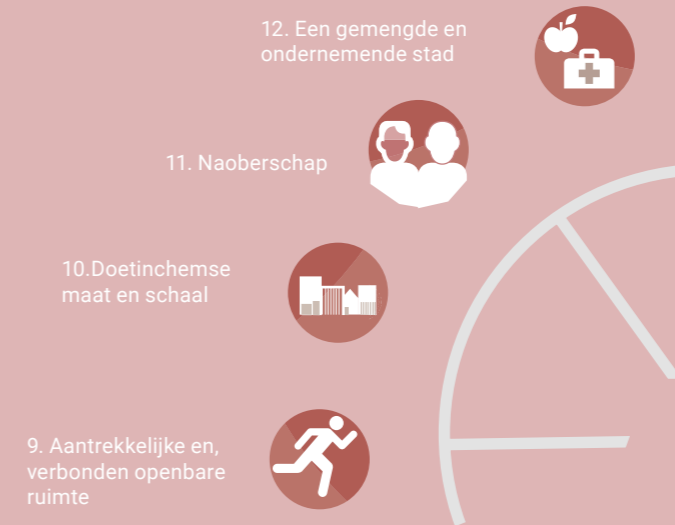 12. Een gemengde en
ondernemende stad
11. Naoberschap
10.Doetinchemse
maat en schaal
9. Aantrekkelijke en,
verbonden openbare
ruimte